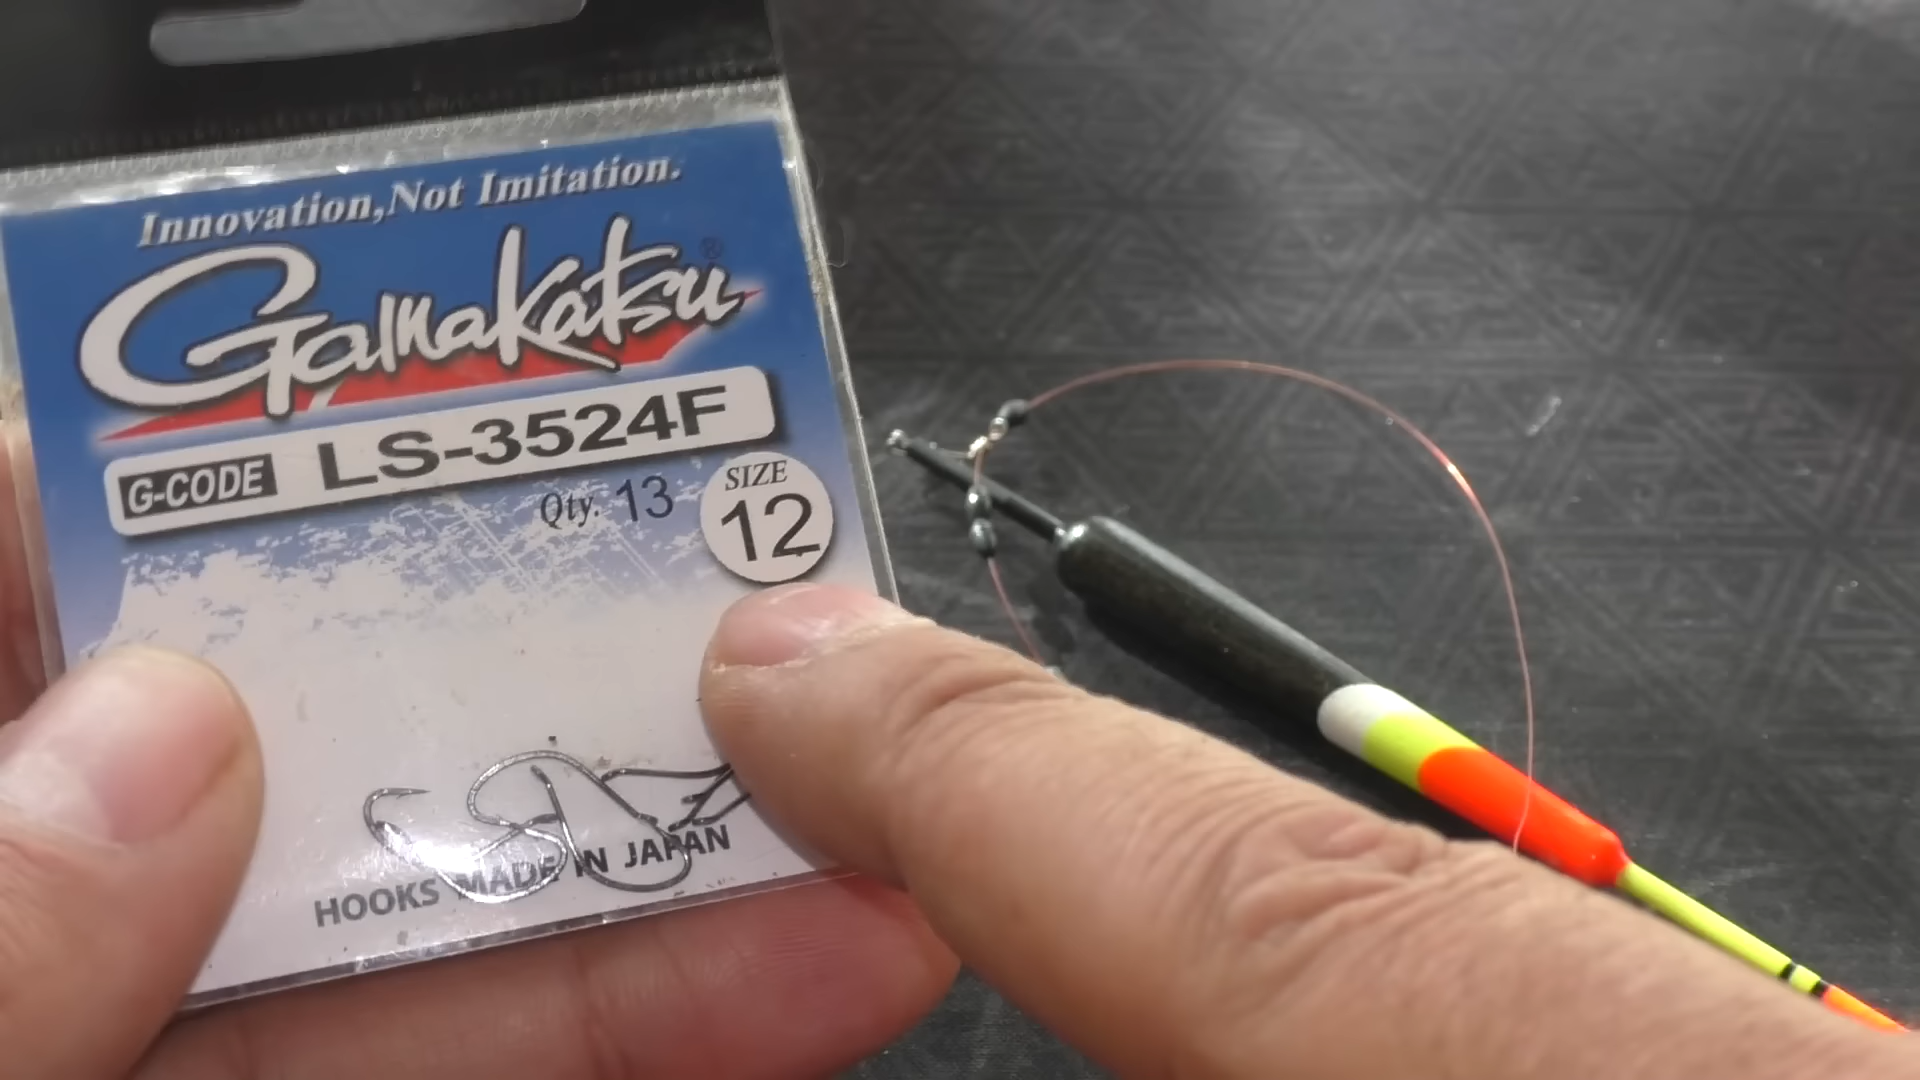 Innovation,Not Imitation.
Gamakatsu®
G-CODE LS-3524F
Qty. 13
SIZE
12
HOOKS MADE IN JAPAN